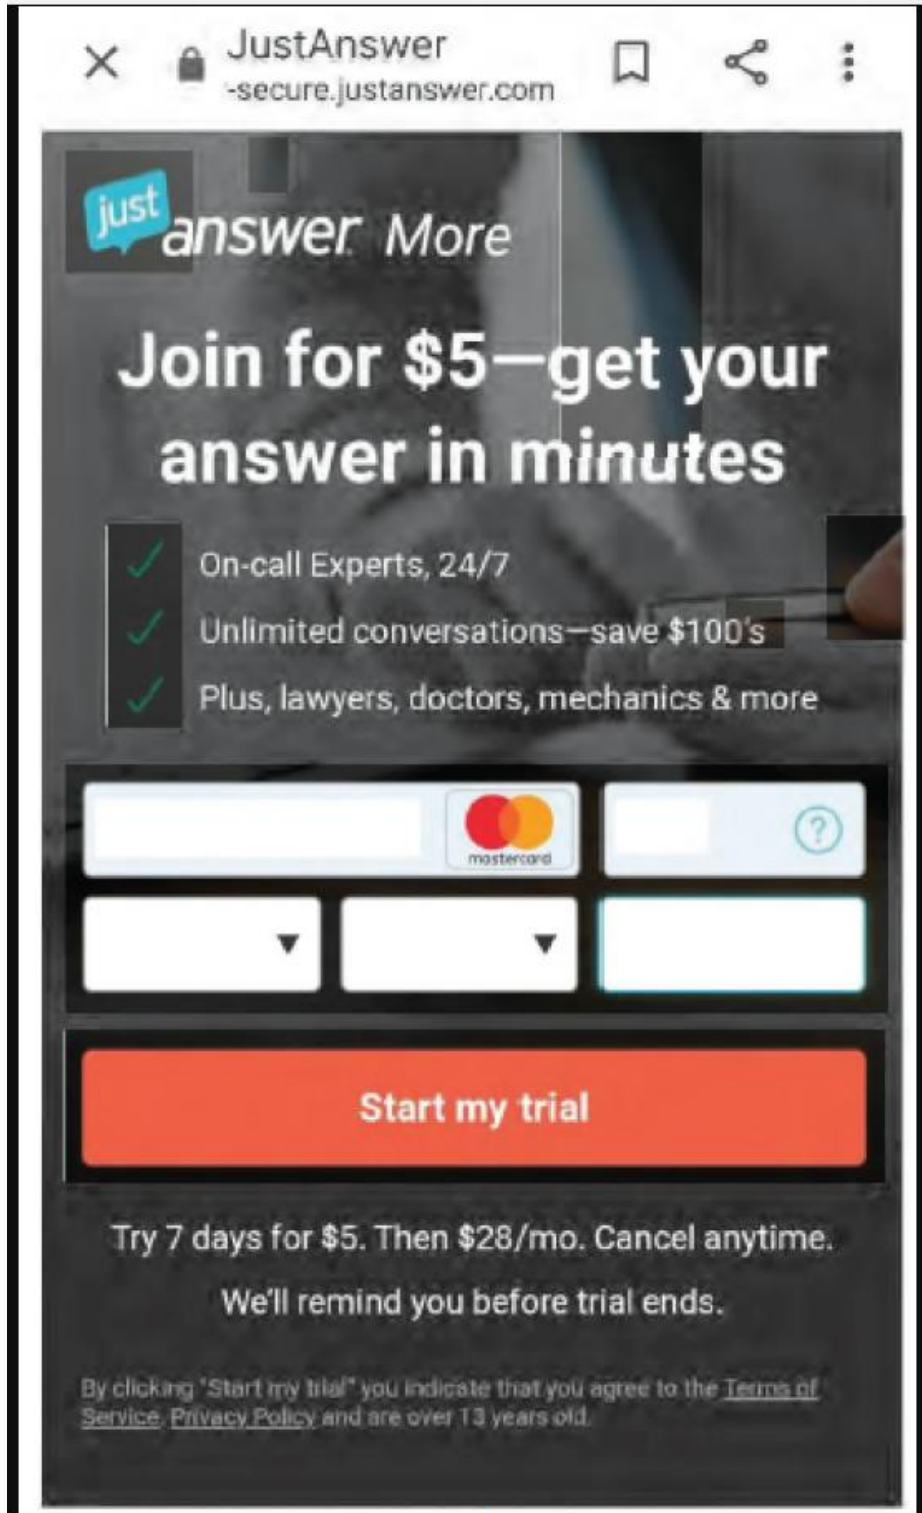 JustAnswer
-secure.justanswer.com
just
answer More
Join for $5—get your
answer in minutes
On-call Experts, 24/7
Unlimited conversations—save $100's
Plus, lawyers, doctors, mechanics & more
mastercard
?
Start my trial
Try 7 days for $5. Then $28/mo. Cancel anytime.
We'll remind you before trial ends.
By clicking "Start my trial" you indicate that you agree to the Terms of
Service, Privacy Policy and are over 13 years old.